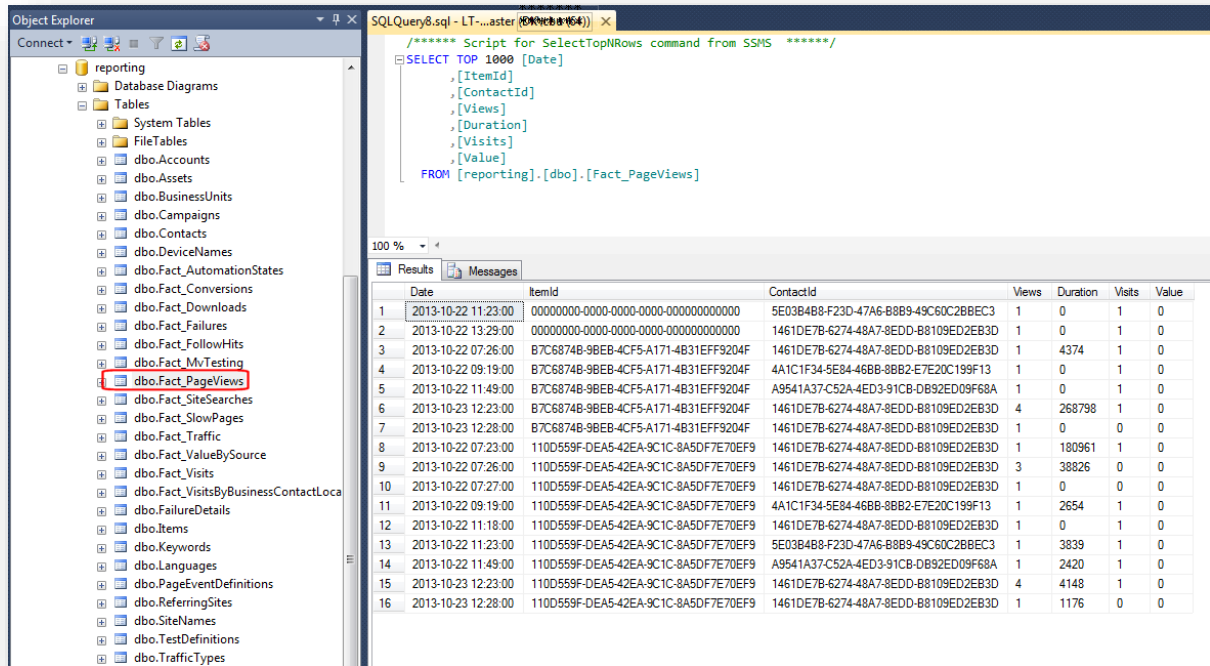 Object Explorer
Connect
reporting
Database Diagrams
Tables
System Tables
FileTables
dbo.Accounts
dbo.Assets
dbo.BusinessUnits
dbo.Campaigns
dbo.Contacts
dbo.DeviceNames
dbo.Fact_AutomationStates
dbo.Fact_Conversions
dbo.Fact_Downloads
dbo.Fact_Failures
dbo.Fact_FollowHits
dbo.Fact_MvTesting
dbo.Fact_PageViews
dbo.Fact_SiteSearches
dbo.Fact_SlowPages
dbo.Fact_Traffic
dbo.Fact_ValueBySource
dbo.Fact_Visits
dbo.Fact_VisitsByBusinessContactLoca
dbo.FailureDetails
dbo.Items
dbo.Keywords
dbo.Languages
dbo.PageEventDefinitions
dbo.ReferringSites
dbo.SiteNames
dbo.TestDefinitions
dbo.TrafficTypes
SQLQuery8.sql - LT-...aster
/****** Script for SelectTopNRows command from SSMS ******/
SELECT TOP 1000 [Date]
,[ItemId]
,[ContactId]
,[Views]
,[Duration]
,[Visits]
,[Value]
FROM [reporting].[dbo].[Fact_PageViews]
100 %
Results Messages
Date ItemId ContactId Views Duration Visits Value
1 2013-10-22 11:23:00 00000000-0000-0000-0000-000000000000 5E03B4B8-F23D-47A6-B8B9-49C60C2BBEC3 1 0 1 0
2 2013-10-22 13:29:00 00000000-0000-0000-0000-000000000000 1461DE7B-6274-48A7-8EDD-B8109ED2EB3D 1 0 1 0
3 2013-10-22 07:26:00 B7C6874B-9BEB-4CF5-A171-4B31EFF9204F 1461DE7B-6274-48A7-8EDD-B8109ED2EB3D 1 4374 1 0
4 2013-10-22 09:19:00 B7C6874B-9BEB-4CF5-A171-4B31EFF9204F 4A1C1F34-5E84-46BB-8BB2-E7E20C199F13 1 0 1 0
5 2013-10-22 11:49:00 B7C6874B-9BEB-4CF5-A171-4B31EFF9204F A9541A37-C52A-4ED3-91CB-DB92ED09F68A 1 0 1 0
6 2013-10-23 12:23:00 B7C6874B-9BEB-4CF5-A171-4B31EFF9204F 1461DE7B-6274-48A7-8EDD-B8109ED2EB3D 4 268798 1 0
7 2013-10-23 12:28:00 B7C6874B-9BEB-4CF5-A171-4B31EFF9204F 1461DE7B-6274-48A7-8EDD-B8109ED2EB3D 1 0 0 0
8 2013-10-22 07:23:00 110D559F-DEA5-42EA-9C1C-8A5DF7E70EF9 1461DE7B-6274-48A7-8EDD-B8109ED2EB3D 1 180961 1 0
9 2013-10-22 07:26:00 110D559F-DEA5-42EA-9C1C-8A5DF7E70EF9 1461DE7B-6274-48A7-8EDD-B8109ED2EB3D 3 38826 0 0
10 2013-10-22 07:27:00 110D559F-DEA5-42EA-9C1C-8A5DF7E70EF9 1461DE7B-6274-48A7-8EDD-B8109ED2EB3D 1 0 0 0
11 2013-10-22 09:19:00 110D559F-DEA5-42EA-9C1C-8A5DF7E70EF9 4A1C1F34-5E84-46BB-8BB2-E7E20C199F13 1 2654 1 0
12 2013-10-22 11:18:00 110D559F-DEA5-42EA-9C1C-8A5DF7E70EF9 1461DE7B-6274-48A7-8EDD-B8109ED2EB3D 1 0 1 0
13 2013-10-22 11:23:00 110D559F-DEA5-42EA-9C1C-8A5DF7E70EF9 5E03B4B8-F23D-47A6-B8B9-49C60C2BBEC3 1 3839 1 0
14 2013-10-22 11:49:00 110D559F-DEA5-42EA-9C1C-8A5DF7E70EF9 A9541A37-C52A-4ED3-91CB-DB92ED09F68A 1 2420 1 0
15 2013-10-23 12:23:00 110D559F-DEA5-42EA-9C1C-8A5DF7E70EF9 1461DE7B-6274-48A7-8EDD-B8109ED2EB3D 4 4148 1 0
16 2013-10-23 12:28:00 110D559F-DEA5-42EA-9C1C-8A5DF7E70EF9 1461DE7B-6274-48A7-8EDD-B8109ED2EB3D 1 1176 0 0